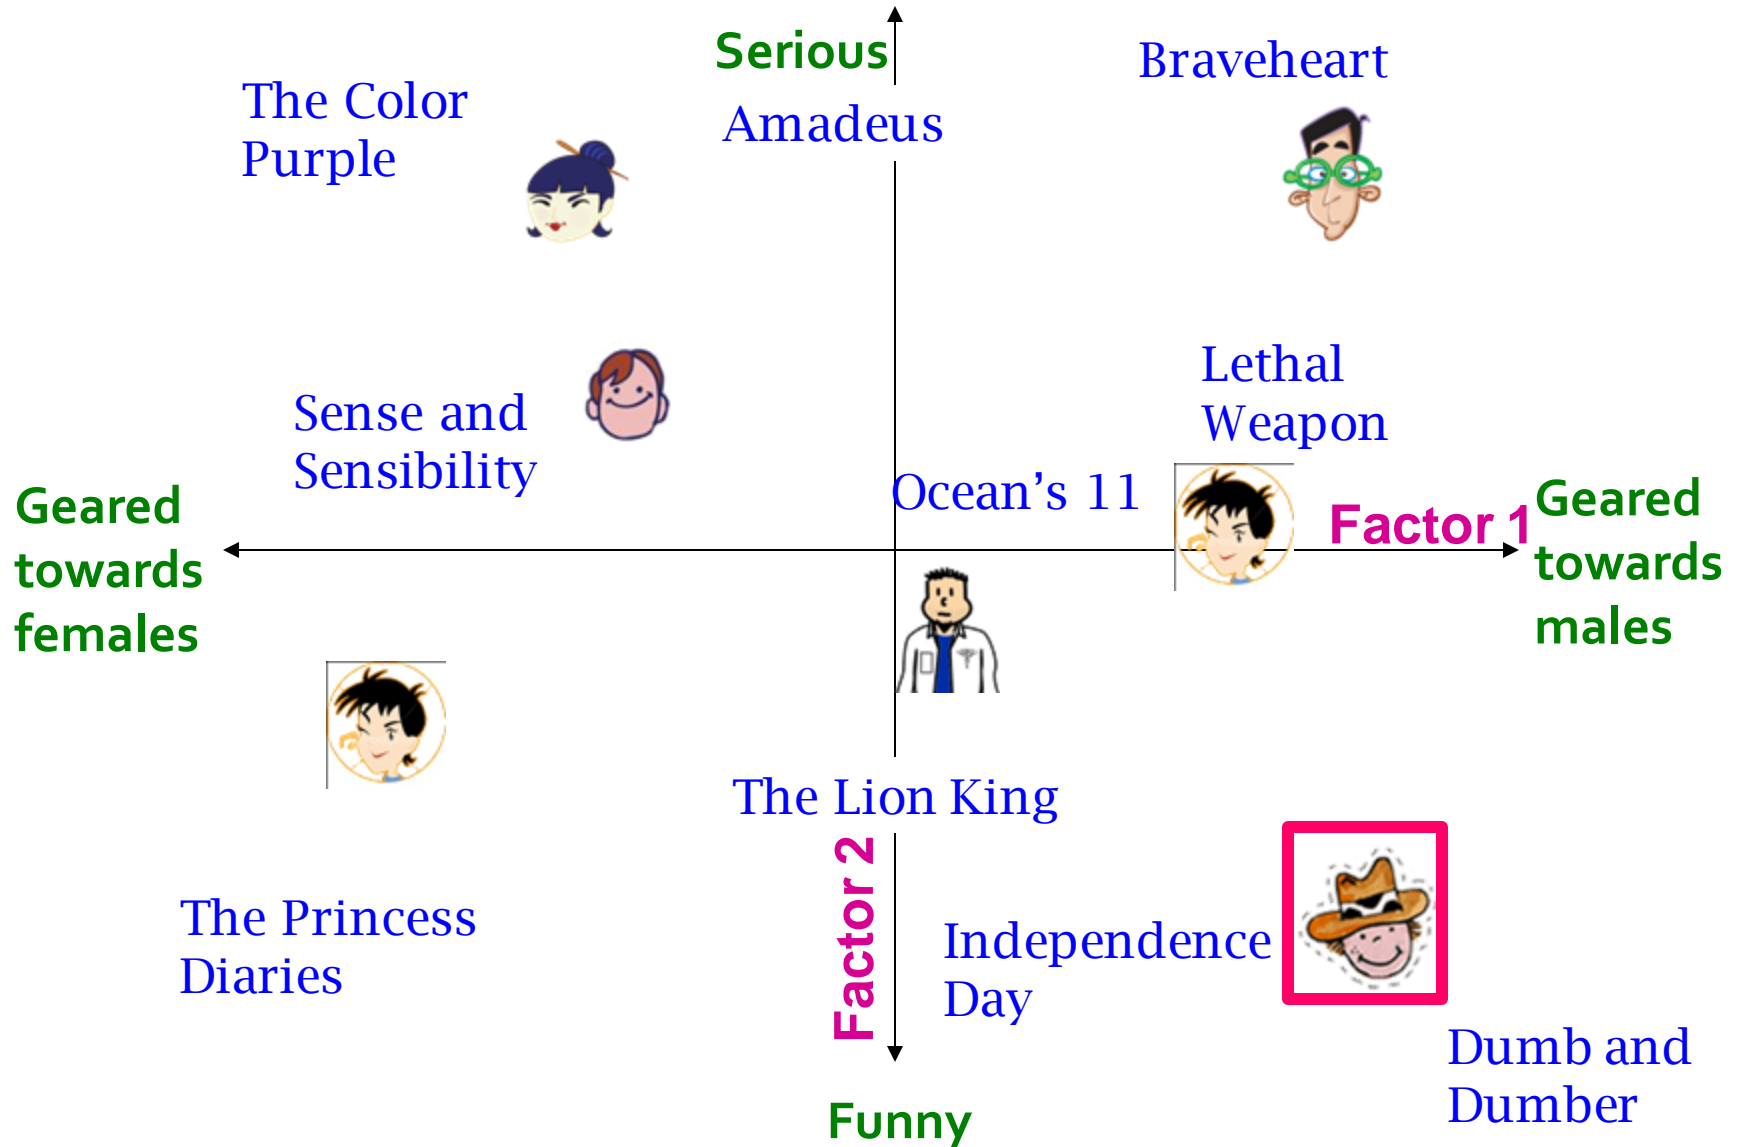 Serious
Braveheart
The Color
Purple
Amadeus
Lethal
Weapon
Sense and
Sensibility
Ocean’s 11
Geared
towards
females
Factor 1
Geared
towards
males
The Lion King
Factor 2
The Princess
Diaries
Independence
Day
Dumb and
Dumber
Funny